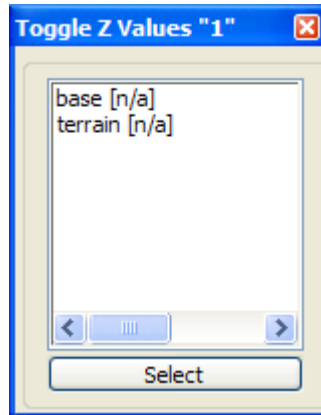 Toggle Z Values "1"
base [n/a]
terrain [n/a]
Select